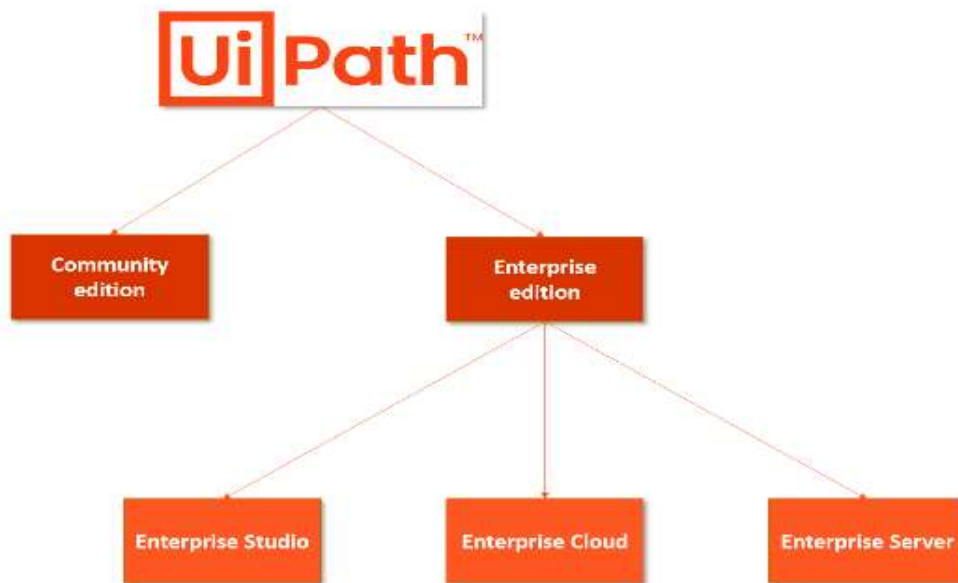 UiPath™
Community
edition
Enterprise
edition
Enterprise Studio
Enterprise Cloud
Enterprise Server